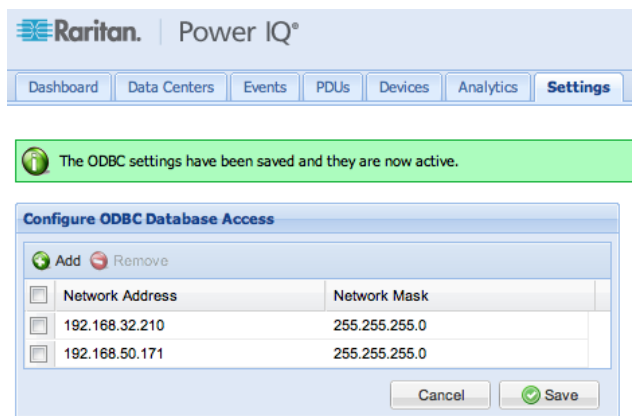 Raritan. Power IQ®
Dashboard Data Centers Events PDUs Devices Analytics Settings
The ODBC settings have been saved and they are now active.
Configure ODBC Database Access
Add Remove
Network Address Network Mask
192.168.32.210 255.255.255.0
192.168.50.171 255.255.255.0
Cancel Save